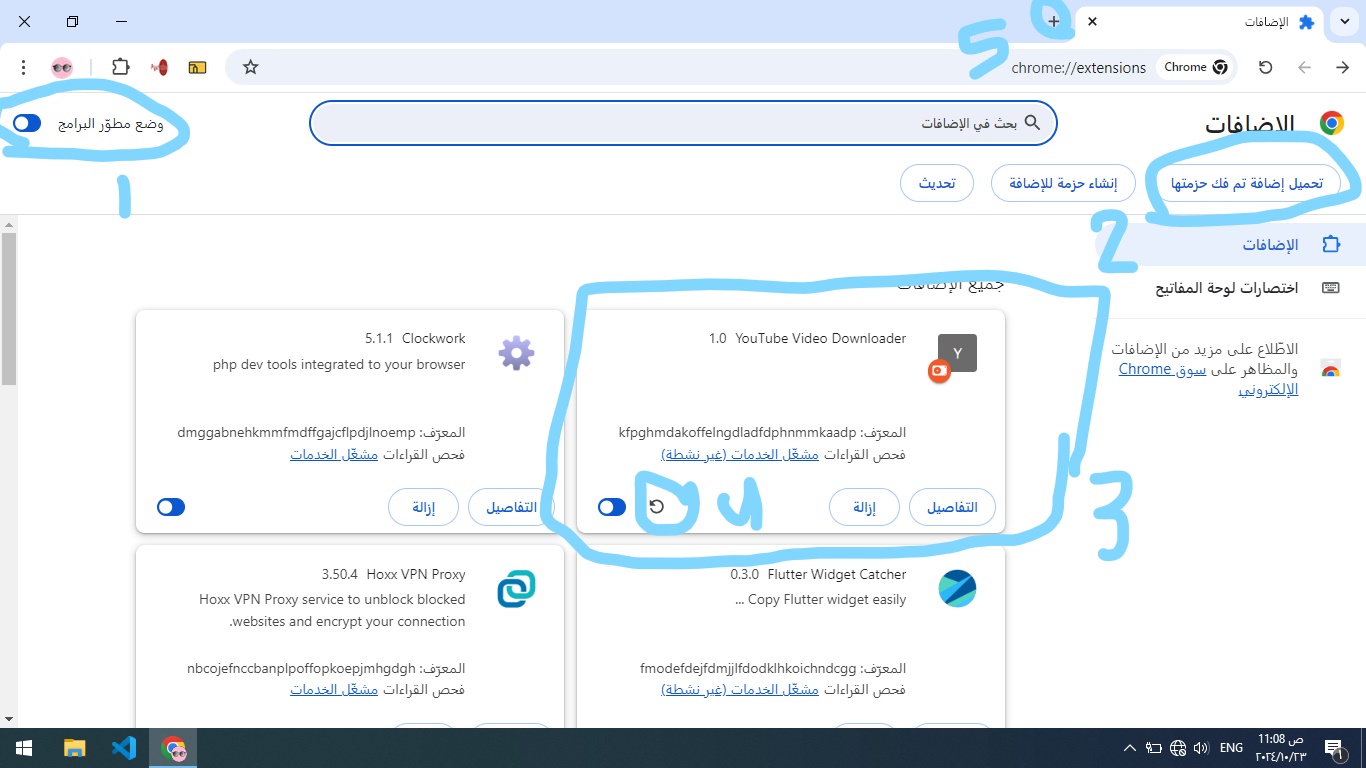 الإضافات
chrome://extensions
Chrome
5
الإضافات
بحث في الإضافات
وضع مطوّر البرامج
1
تحميل إضافة تم فك حزمتها
إنشاء حزمة للإضافة
تحديث
2
الإضافات
اختصارات لوحة المفاتيح
الاطّلاع على مزيد من الإضافات
والمظاهر على سوق Chrome
الإلكتروني
جميع الإضافات
YouTube Video Downloader 1.0
Y
المعرّف: kfpghmdakoffelngdladfdphnmmkaadp
فحص القراءات مشغّل الخدمات (غير نشطة)
التفاصيل
إزالة
4
3
Clockwork 5.1.1
php dev tools integrated to your browser
المعرّف: dmggabnehkmmfmdffgajcflpdjlnoemp
فحص القراءات مشغّل الخدمات
التفاصيل
إزالة
Flutter Widget Catcher 0.3.0
Copy Flutter widget easily ...
المعرّف: fmodefdejfdmjjlfdodklhkoichndcgg
فحص القراءات مشغّل الخدمات (غير نشطة)
Hoxx VPN Proxy 3.50.4
Hoxx VPN Proxy service to unblock blocked
websites and encrypt your connection.
المعرّف: nbcojefnccbanplpoffopkoepjmhgdgh
فحص القراءات مشغّل الخدمات
ENG
11:08 ص
٢٠٢٤/١٠/٢٣
١